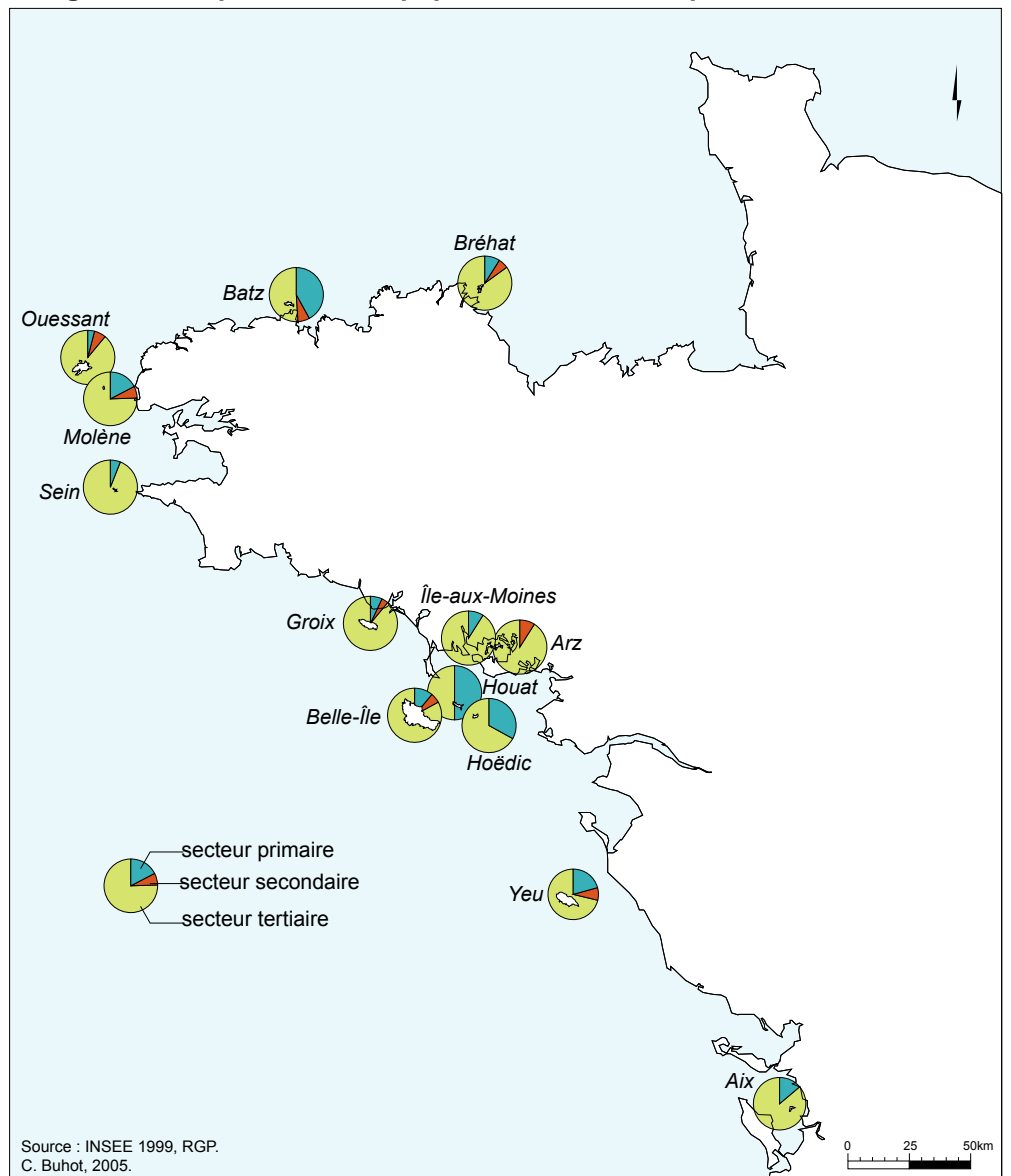 Bréhat
Batz
Ouessant
Molène
Sein
Île-aux-Moines
Groix
Arz
Houat
Belle-Île
Hoëdic
secteur primaire
secteur secondaire
secteur tertiaire
Yeu
Aix
Source : INSEE 1999, RGP.
C. Buhot, 2005.
0 25 50km